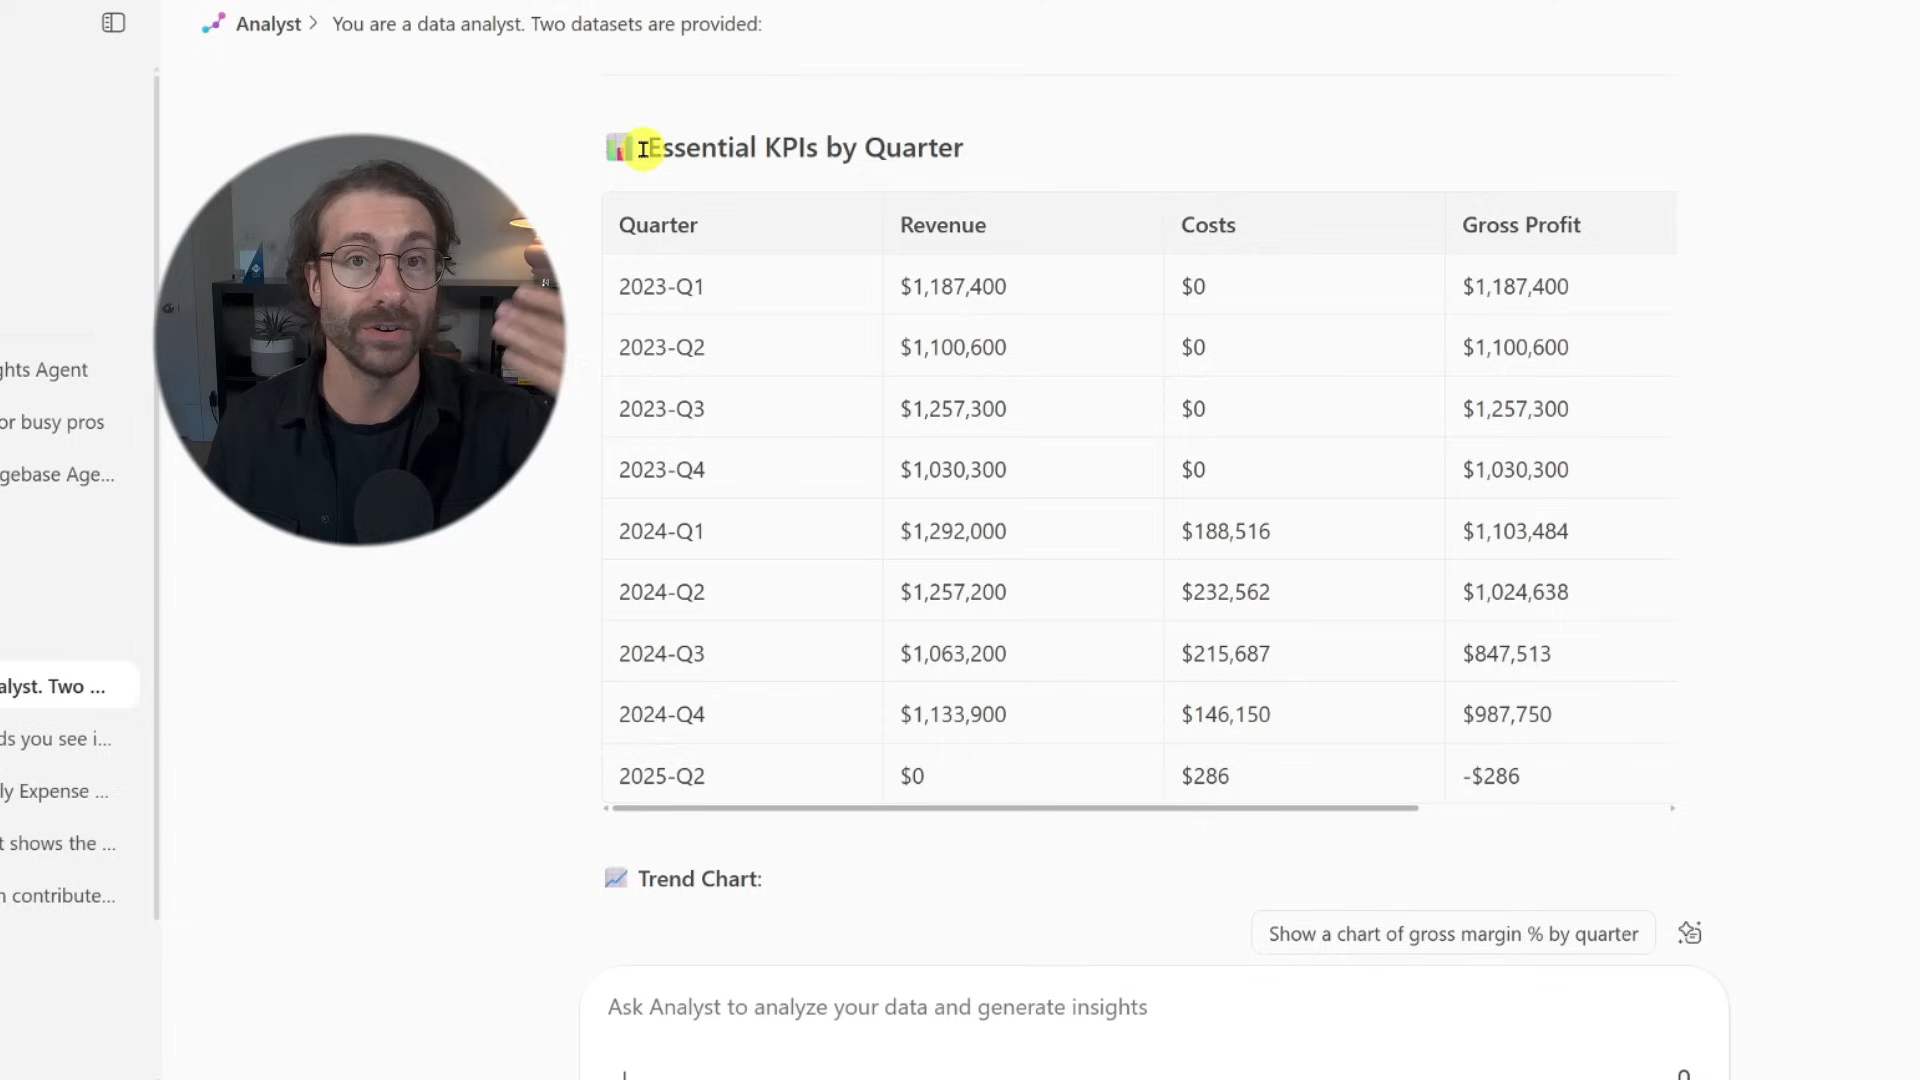 Analyst > You are a data analyst. Two datasets are provided:
Essential KPIs by Quarter
Quarter Revenue Costs Gross Profit
2023-Q1 $1,187,400 $0 $1,187,400
2023-Q2 $1,100,600 $0 $1,100,600
2023-Q3 $1,257,300 $0 $1,257,300
2023-Q4 $1,030,300 $0 $1,030,300
2024-Q1 $1,292,000 $188,516 $1,103,484
2024-Q2 $1,257,200 $232,562 $1,024,638
2024-Q3 $1,063,200 $215,687 $847,513
2024-Q4 $1,133,900 $146,150 $987,750
2025-Q2 $0 $286 -$286
Trend Chart:
Show a chart of gross margin % by quarter
Ask Analyst to analyze your data and generate insights
ghts Agent
or busy pros
gebase Age...
alyst. Two ...
ds you see i...
ly Expense ...
t shows the ...
n contribute...